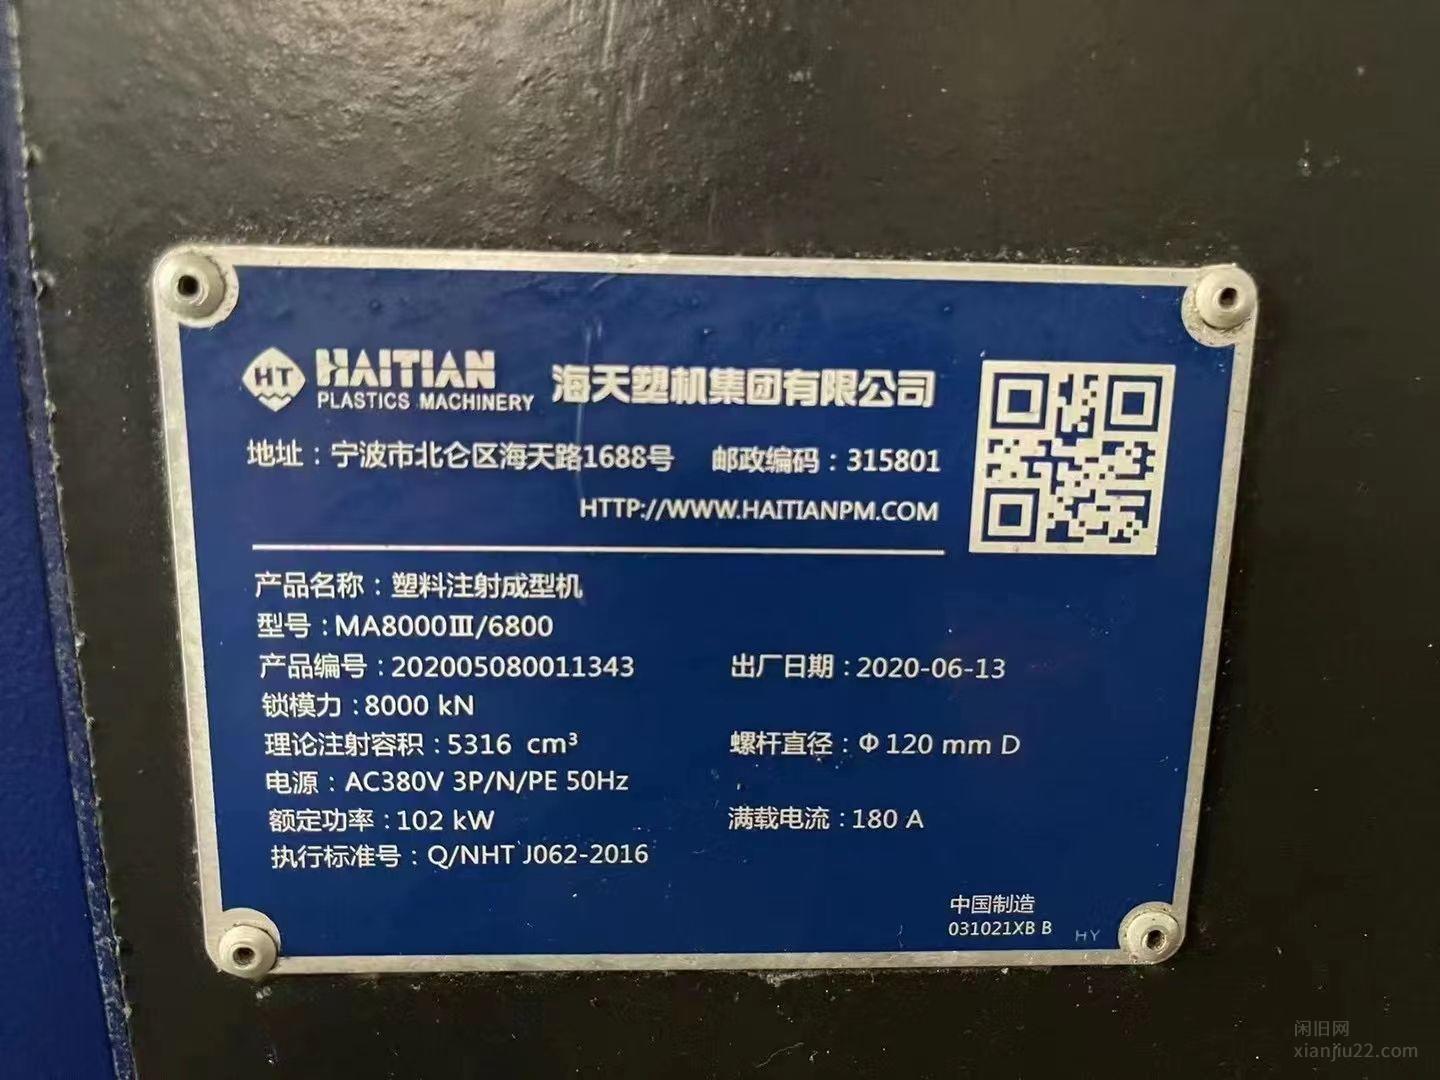 HT HAITIAN
PLASTICS MACHINERY
海天塑机集团有限公司
地址：宁波市北仑区海天路1688号 邮政编码：315801
HTTP://WWW.HAITIANPM.COM
产品名称：塑料注射成型机
型号：MA8000Ⅲ/6800
产品编号：202005080011343 出厂日期：2020-06-13
锁模力：8000 kN
理论注射容积：5316 cm³ 螺杆直径：Φ120 mm D
电源：AC380V 3P/N/PE 50Hz
额定功率：102 kW 满载电流：180 A
执行标准号：Q/NHT J062-2016
中国制造
031021XB B HY
闲旧网
xianjiu22.com